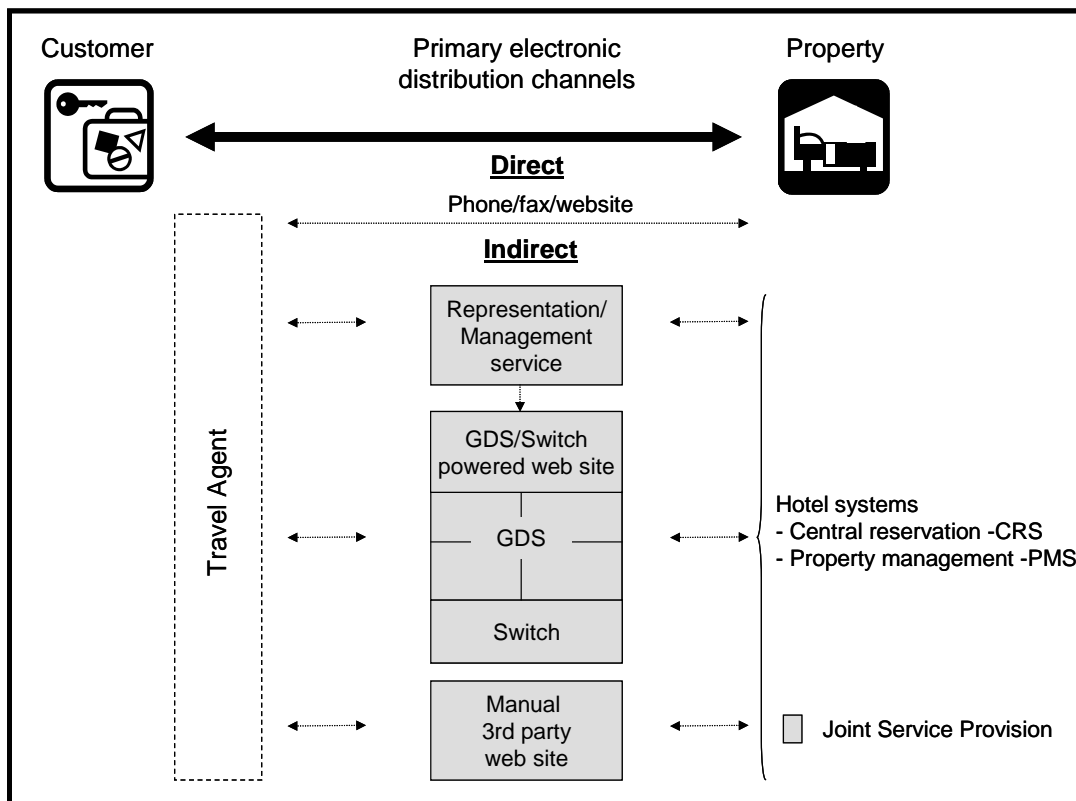 Customer
Primary electronic
distribution channels
Property
Direct
Phone/fax/website
Indirect
Representation/
Management
service
GDS/Switch
powered web site
Travel Agent
GDS
Hotel systems
- Central reservation -CRS
- Property management -PMS
Switch
Manual
3rd party
web site
Joint Service Provision